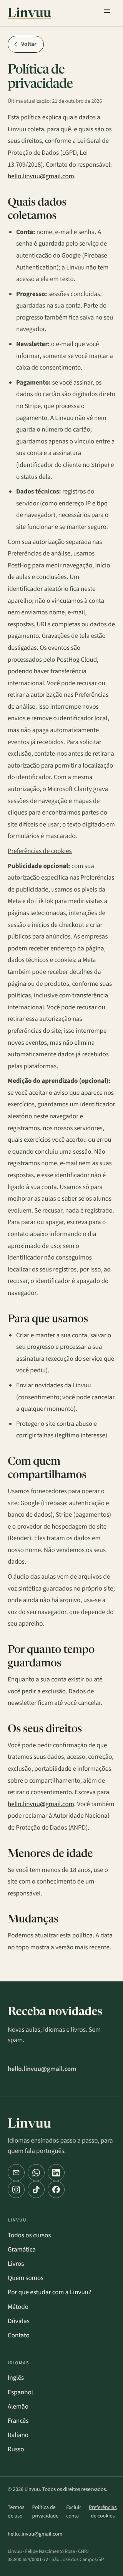 Linvuu
Voltar
Política de
privacidade
Última atualização: 21 de outubro de 2026
Esta política explica quais dados a
Linvuu coleta, para quê, e quais são os
seus direitos, conforme a Lei Geral de
Proteção de Dados (LGPD, Lei
13.709/2018). Contato do responsável:
hello.linvuu@gmail.com.
Quais dados
coletamos
• Conta: nome, e-mail e senha. A
senha é guardada pelo serviço de
autenticação do Google (Firebase
Authentication); a Linvuu não tem
acesso a ela em texto.
• Progresso: sessões concluídas,
guardadas na sua conta. Parte do
progresso também fica salva no seu
navegador.
• Newsletter: o e-mail que você
informar, somente se você marcar a
caixa de consentimento.
• Pagamento: se você assinar, os
dados do cartão são digitados direto
no Stripe, que processa o
pagamento. A Linvuu não vê nem
guarda o número do cartão;
guardamos apenas o vínculo entre a
sua conta e a assinatura
(identificador do cliente no Stripe) e
o status dela.
• Dados técnicos: registros do
servidor (como endereço IP e tipo
de navegador), necessários para o
site funcionar e se manter seguro.
Com sua autorização separada nas
Preferências de análise, usamos
PostHog para medir navegação, início
de aulas e conclusões. Um
identificador aleatório fica neste
aparelho; não o vinculamos à conta
nem enviamos nome, e-mail,
respostas, URLs completas ou dados de
pagamento. Gravações de tela estão
desligadas. Os eventos são
processados pelo PostHog Cloud,
podendo haver transferência
internacional. Você pode recusar ou
retirar a autorização nas Preferências
de análise; isso interrompe novos
envios e remove o identificador local,
mas não apaga automaticamente
eventos já recebidos. Para solicitar
exclusão, contate-nos antes de retirar a
autorização para permitir a localização
do identificador. Com a mesma
autorização, o Microsoft Clarity grava
sessões de navegação e mapas de
cliques para encontrarmos partes do
site difíceis de usar; o texto digitado em
formulários é mascarado.
Preferências de cookies
Publicidade opcional: com sua
autorização específica nas Preferências
de publicidade, usamos os pixels da
Meta e do TikTok para medir visitas a
páginas selecionadas, interações de
estudo, sessões e início de checkout e
criar públicos para anúncios. As
empresas podem receber endereço da página,
dados técnicos e cookies; a Meta
também pode receber detalhes da
página ou de produtos, conforme suas
políticas, inclusive com transferência
internacional. Você pode recusar ou
retirar essa autorização nas
preferências do site; isso interrompe
novos eventos, mas não elimina
automaticamente dados já recebidos
pelas plataformas.
Medição do aprendizado (opcional):
se você aceitar o aviso que aparece nos
exercícios, guardamos um identificador
aleatório neste navegador e
registramos, nos nossos servidores,
quais exercícios você acertou ou errou
e quando concluiu uma sessão. Não
registramos nome, e-mail nem as suas
respostas, e esse identificador não é
ligado à sua conta. Usamos só para
melhorar as aulas e saber se os alunos
evoluem. Se recusar, nada é registrado.
Para parar ou apagar, escreva para o
contato abaixo informando o dia
aproximado de uso; sem o
identificador não conseguimos
localizar os seus registros, por isso, ao
recusar, o identificador é apagado do
navegador.
Para que usamos
• Criar e manter a sua conta, salvar o
seu progresso e processar a sua
assinatura (execução do serviço que
você pediu).
• Enviar novidades da Linvuu
(consentimento; você pode cancelar
a qualquer momento).
• Proteger o site contra abuso e
corrigir falhas (legítimo interesse).
Com quem
compartilhamos
Usamos fornecedores para operar o
site: Google (Firebase: autenticação e
banco de dados), Stripe (pagamentos)
e o provedor de hospedagem do site
(Render). Eles tratam os dados em
nosso nome. Não vendemos os seus
dados.
O áudio das aulas vem de arquivos de
voz sintética guardados no próprio site;
onde ainda não há arquivo, usa-se a
voz do seu navegador, que depende do
seu aparelho.
Por quanto tempo
guardamos
Enquanto a sua conta existir ou até
você pedir a exclusão. Dados de
newsletter ficam até você cancelar.
Os seus direitos
Você pode pedir confirmação de que
tratamos seus dados, acesso, correção,
exclusão, portabilidade e informações
sobre o compartilhamento, além de
retirar o consentimento. Escreva para
hello.linvuu@gmail.com. Você também
pode reclamar à Autoridade Nacional
de Proteção de Dados (ANPD).
Menores de idade
Se você tem menos de 18 anos, use o
site com o conhecimento de um
responsável.
Mudanças
Podemos atualizar esta política. A data
no topo mostra a versão mais recente.
Receba novidades
Novas aulas, idiomas e livros. Sem
spam.
hello.linvuu@gmail.com
Linvuu
Idiomas ensinados passo a passo, para
quem fala português.
LINVUU
Todos os cursos
Gramática
Livros
Quem somos
Por que estudar com a Linvuu?
Método
Dúvidas
Contato
IDIOMAS
Inglês
Espanhol
Alemão
Francês
Italiano
Russo
© 2026 Linvuu. Todos os direitos reservados.
Termos de uso
Política de privacidade
Excluir conta
Preferências de cookies
hello.linvuu@gmail.com
Linvuu · Felipe Nascimento Rosa · CNPJ